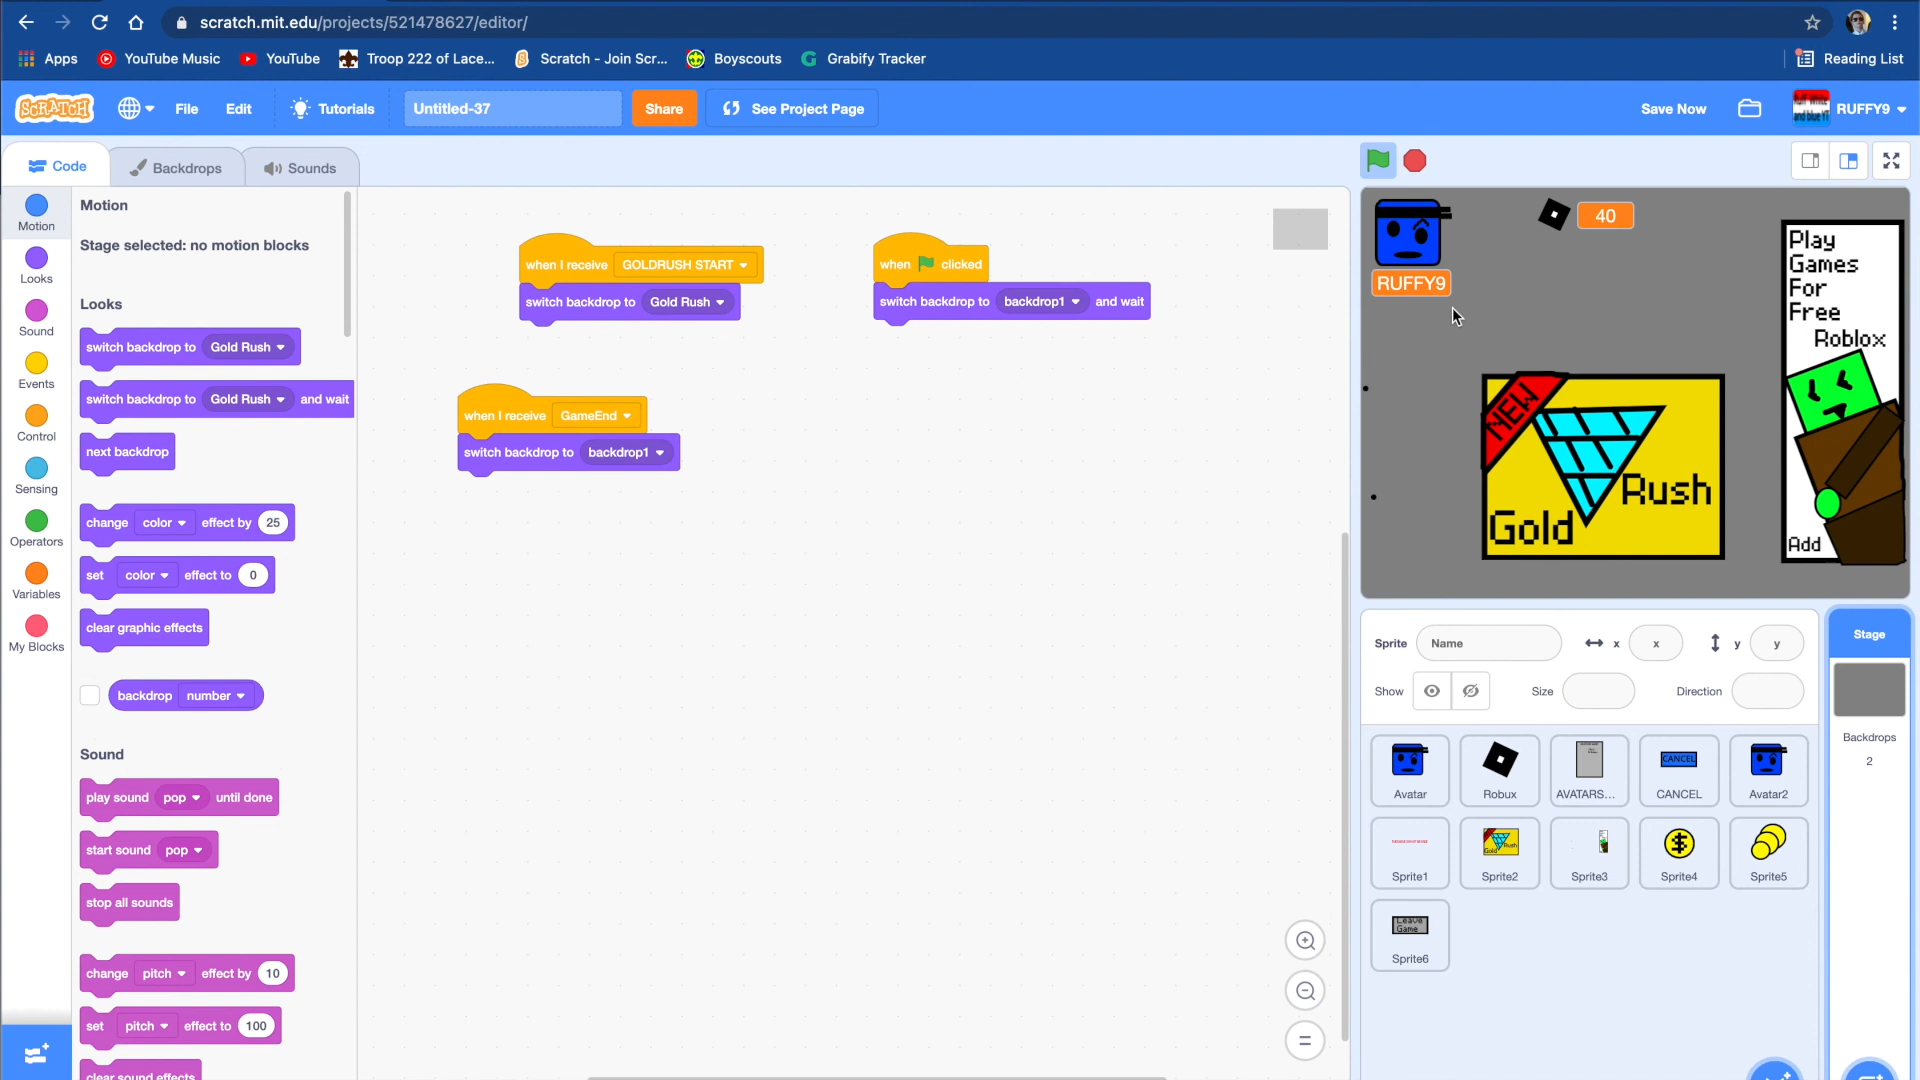 scratch.mit.edu/projects/521478627/editor/
Apps YouTube Music YouTube Troop 222 of Lace... Scratch - Join Scr... Boyscouts Grabify Tracker Reading List
SCRATCH File Edit Tutorials Untitled-37 Share See Project Page Save Now RUFFY9
Code Backdrops Sounds
Motion
Looks
Sound
Events
Control
Sensing
Operators
Variables
My Blocks
Motion
Stage selected: no motion blocks
Looks
switch backdrop to Gold Rush
switch backdrop to Gold Rush and wait
next backdrop
change color effect by 25
set color effect to 0
clear graphic effects
backdrop number
Sound
play sound pop until done
start sound pop
stop all sounds
change pitch effect by 10
set pitch effect to 100
clear sound effects
when I receive GOLDRUSH START
switch backdrop to Gold Rush
when clicked
switch backdrop to backdrop1 and wait
when I receive GameEnd
switch backdrop to backdrop1
RUFFY9
40
NEW
Gold Rush
Play
Games
For
Free
Roblox
Add
Sprite Name x x y y
Show Size Direction
Avatar Robux AVATARS... CANCEL CANCEL Avatar2
Sprite1 Gold Rush Sprite2 Sprite3 Sprite4 Sprite5
Leave
Game
Sprite6
Stage
Backdrops
2